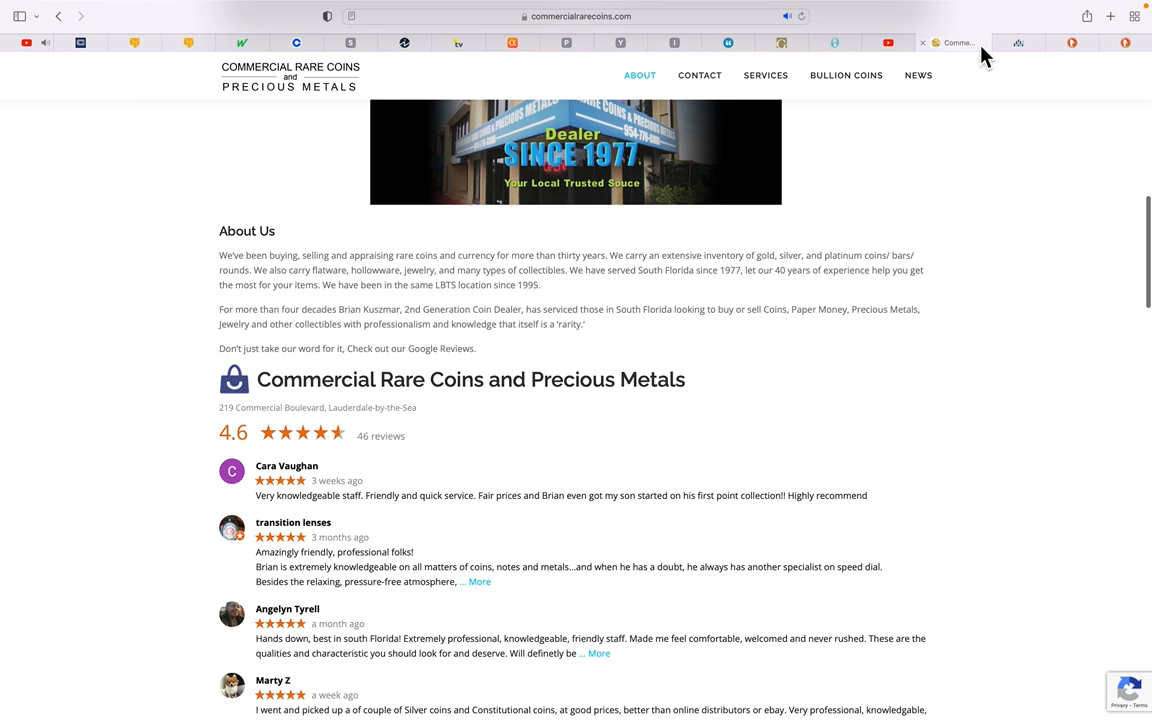 commercialrarecoins.com
Comme...
COMMERCIAL RARE COINS
and
PRECIOUS METALS
ABOUT
CONTACT
SERVICES
BULLION COINS
NEWS
Dealer
SINCE 1977
Your Local Trusted Souce
About Us
We've been buying, selling and appraising rare coins and currency for more than thirty years. We carry an extensive inventory of gold, silver, and platinum coins/ bars/
rounds. We also carry flatware, hollowware, jewelry, and many types of collectibles. We have served South Florida since 1977, let our 40 years of experience help you get
the most for your items. We have been in the same LBTS location since 1995.
For more than four decades Brian Kuszmar, 2nd Generation Coin Dealer, has serviced those in South Florida looking to buy or sell Coins, Paper Money, Precious Metals,
Jewelry and other collectibles with professionalism and knowledge that itself is a 'rarity.'
Don't just take our word for it, Check out our Google Reviews.
Commercial Rare Coins and Precious Metals
219 Commercial Boulevard, Lauderdale-by-the-Sea
4.6 46 reviews
C
Cara Vaughan
3 weeks ago
Very knowledgeable staff. Friendly and quick service. Fair prices and Brian even got my son started on his first point collection!! Highly recommend
transition lenses
3 months ago
Amazingly friendly, professional folks!
Brian is extremely knowledgeable on all matters of coins, notes and metals...and when he has a doubt, he always has another specialist on speed dial.
Besides the relaxing, pressure-free atmosphere, ... More
Angelyn Tyrell
a month ago
Hands down, best in south Florida! Extremely professional, knowledgeable, friendly staff. Made me feel comfortable, welcomed and never rushed. These are the
qualities and characteristic you should look for and deserve. Will definetly be ... More
Marty Z
a week ago
I went and picked up a of couple of Silver coins and Constitutional coins, at good prices, better than online distributors or ebay. Very professional, knowledgable,
Privacy - Terms